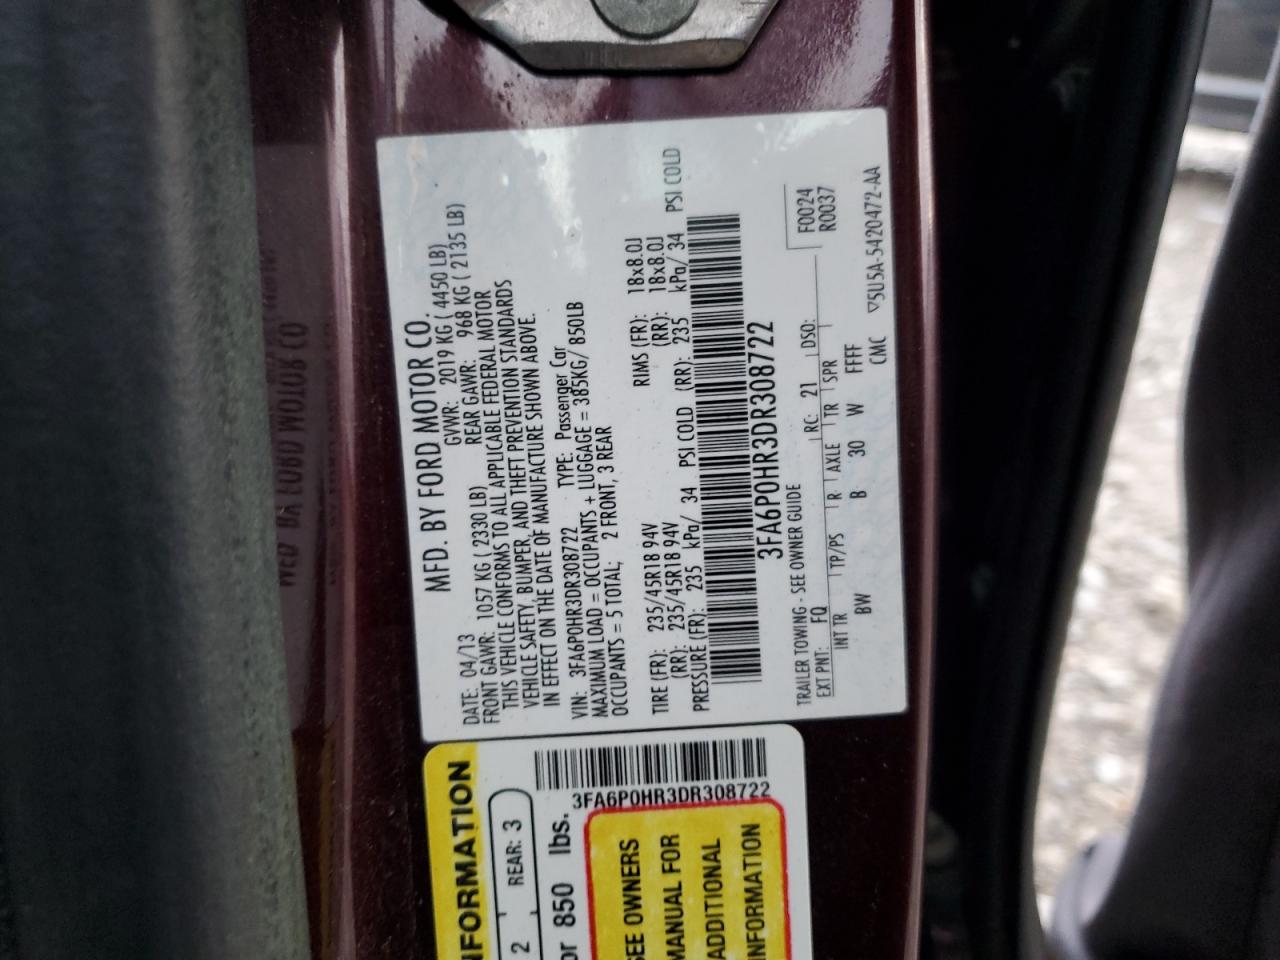 MFD. BY FORD MOTOR CO.
DATE: 04/13 GVWR: 2019 KG ( 4450 LB)
FRONT GAWR: 1057 KG ( 2330 LB) REAR GAWR: 968 KG ( 2135 LB)
THIS VEHICLE CONFORMS TO ALL APPLICABLE FEDERAL MOTOR
VEHICLE SAFETY, BUMPER, AND THEFT PREVENTION STANDARDS
IN EFFECT ON THE DATE OF MANUFACTURE SHOWN ABOVE.
VIN: 3FA6P0HR3DR308722 TYPE: Passenger Car
MAXIMUM LOAD = OCCUPANTS + LUGGAGE = 385KG/ 850LB
OCCUPANTS = 5 TOTAL; 2 FRONT, 3 REAR
TIRE (FR): 235/45R18 94V RIMS (FR): 18x8.0J
(RR): 235/45R18 94V (RR): 18x8.0J
PRESSURE (FR): 235 kPa/ 34 PSI COLD (RR): 235 kPa/ 34 PSI COLD
3FA6P0HR3DR308722
TRAILER TOWING - SEE OWNER GUIDE
F0024
EXT PNT: FQ RC: 21 DSO: R0037
INT TR TP/PS R AXLE TR SPR
BW B 30 W FFFF
CMC ▽5U5A-5420472-AA
NFORMATION
2 REAR: 3
or 850 lbs.
3FA6P0HR3DR308722
SEE OWNERS
MANUAL FOR
ADDITIONAL
INFORMATION